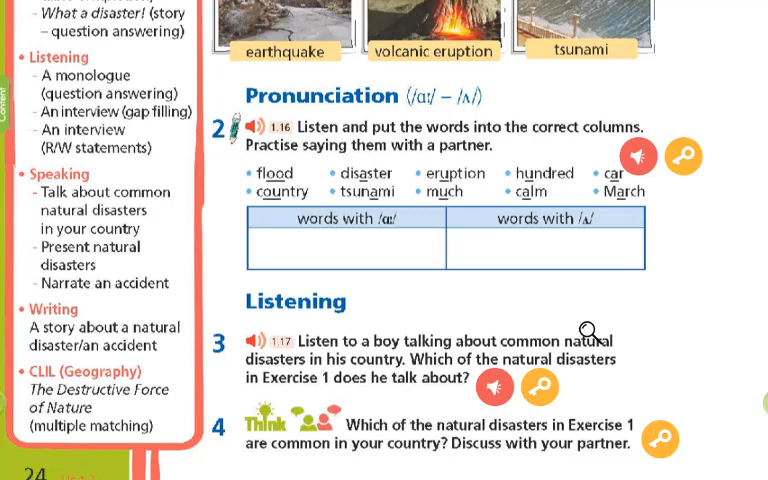 - What a disaster! (story
- question answering)
• Listening
- A monologue
(question answering)
- An interview (gap filling)
- An interview
(R/W statements)
• Speaking
- Talk about common
natural disasters
in your country
- Present natural
disasters
- Narrate an accident
• Writing
A story about a natural
disaster/an accident
• CLIL (Geography)
The Destructive Force
of Nature
(multiple matching)
24
Content
earthquake
volcanic eruption
tsunami
Pronunciation (/ɑː/ – /ʌ/)
2 1.16 Listen and put the words into the correct columns.
Practise saying them with a partner.
• flood • disaster • eruption • hundred • car
• country • tsunami • much • calm • March
words with /ɑː/ words with /ʌ/
Listening
3 1.17 Listen to a boy talking about common natural
disasters in his country. Which of the natural disasters
in Exercise 1 does he talk about?
4 Think Which of the natural disasters in Exercise 1
are common in your country? Discuss with your partner.